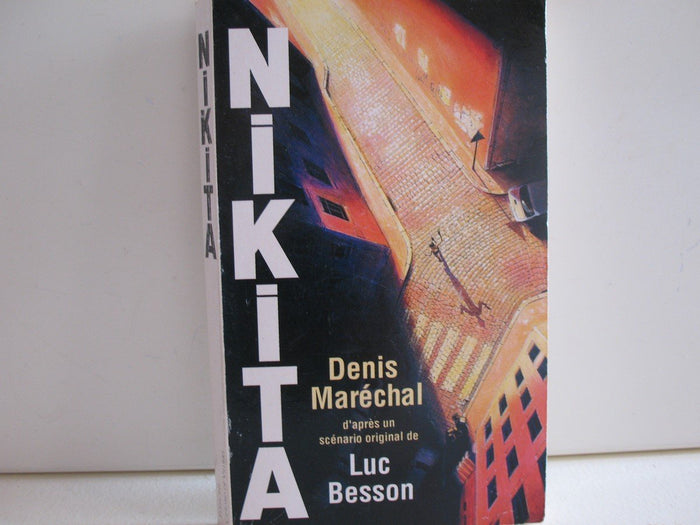 NiKiTA
NiKiTA
Denis
Maréchal
d'après un
scénario original de
Luc
Besson